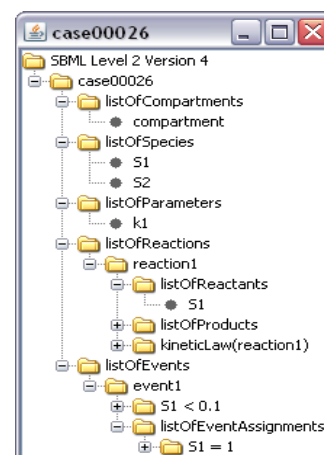 case00026
SBML Level 2 Version 4
case00026
listOfCompartments
compartment
listOfSpecies
S1
S2
listOfParameters
k1
listOfReactions
reaction1
listOfReactants
S1
listOfProducts
kineticLaw(reaction1)
listOfEvents
event1
S1 < 0.1
listOfEventAssignments
S1 = 1